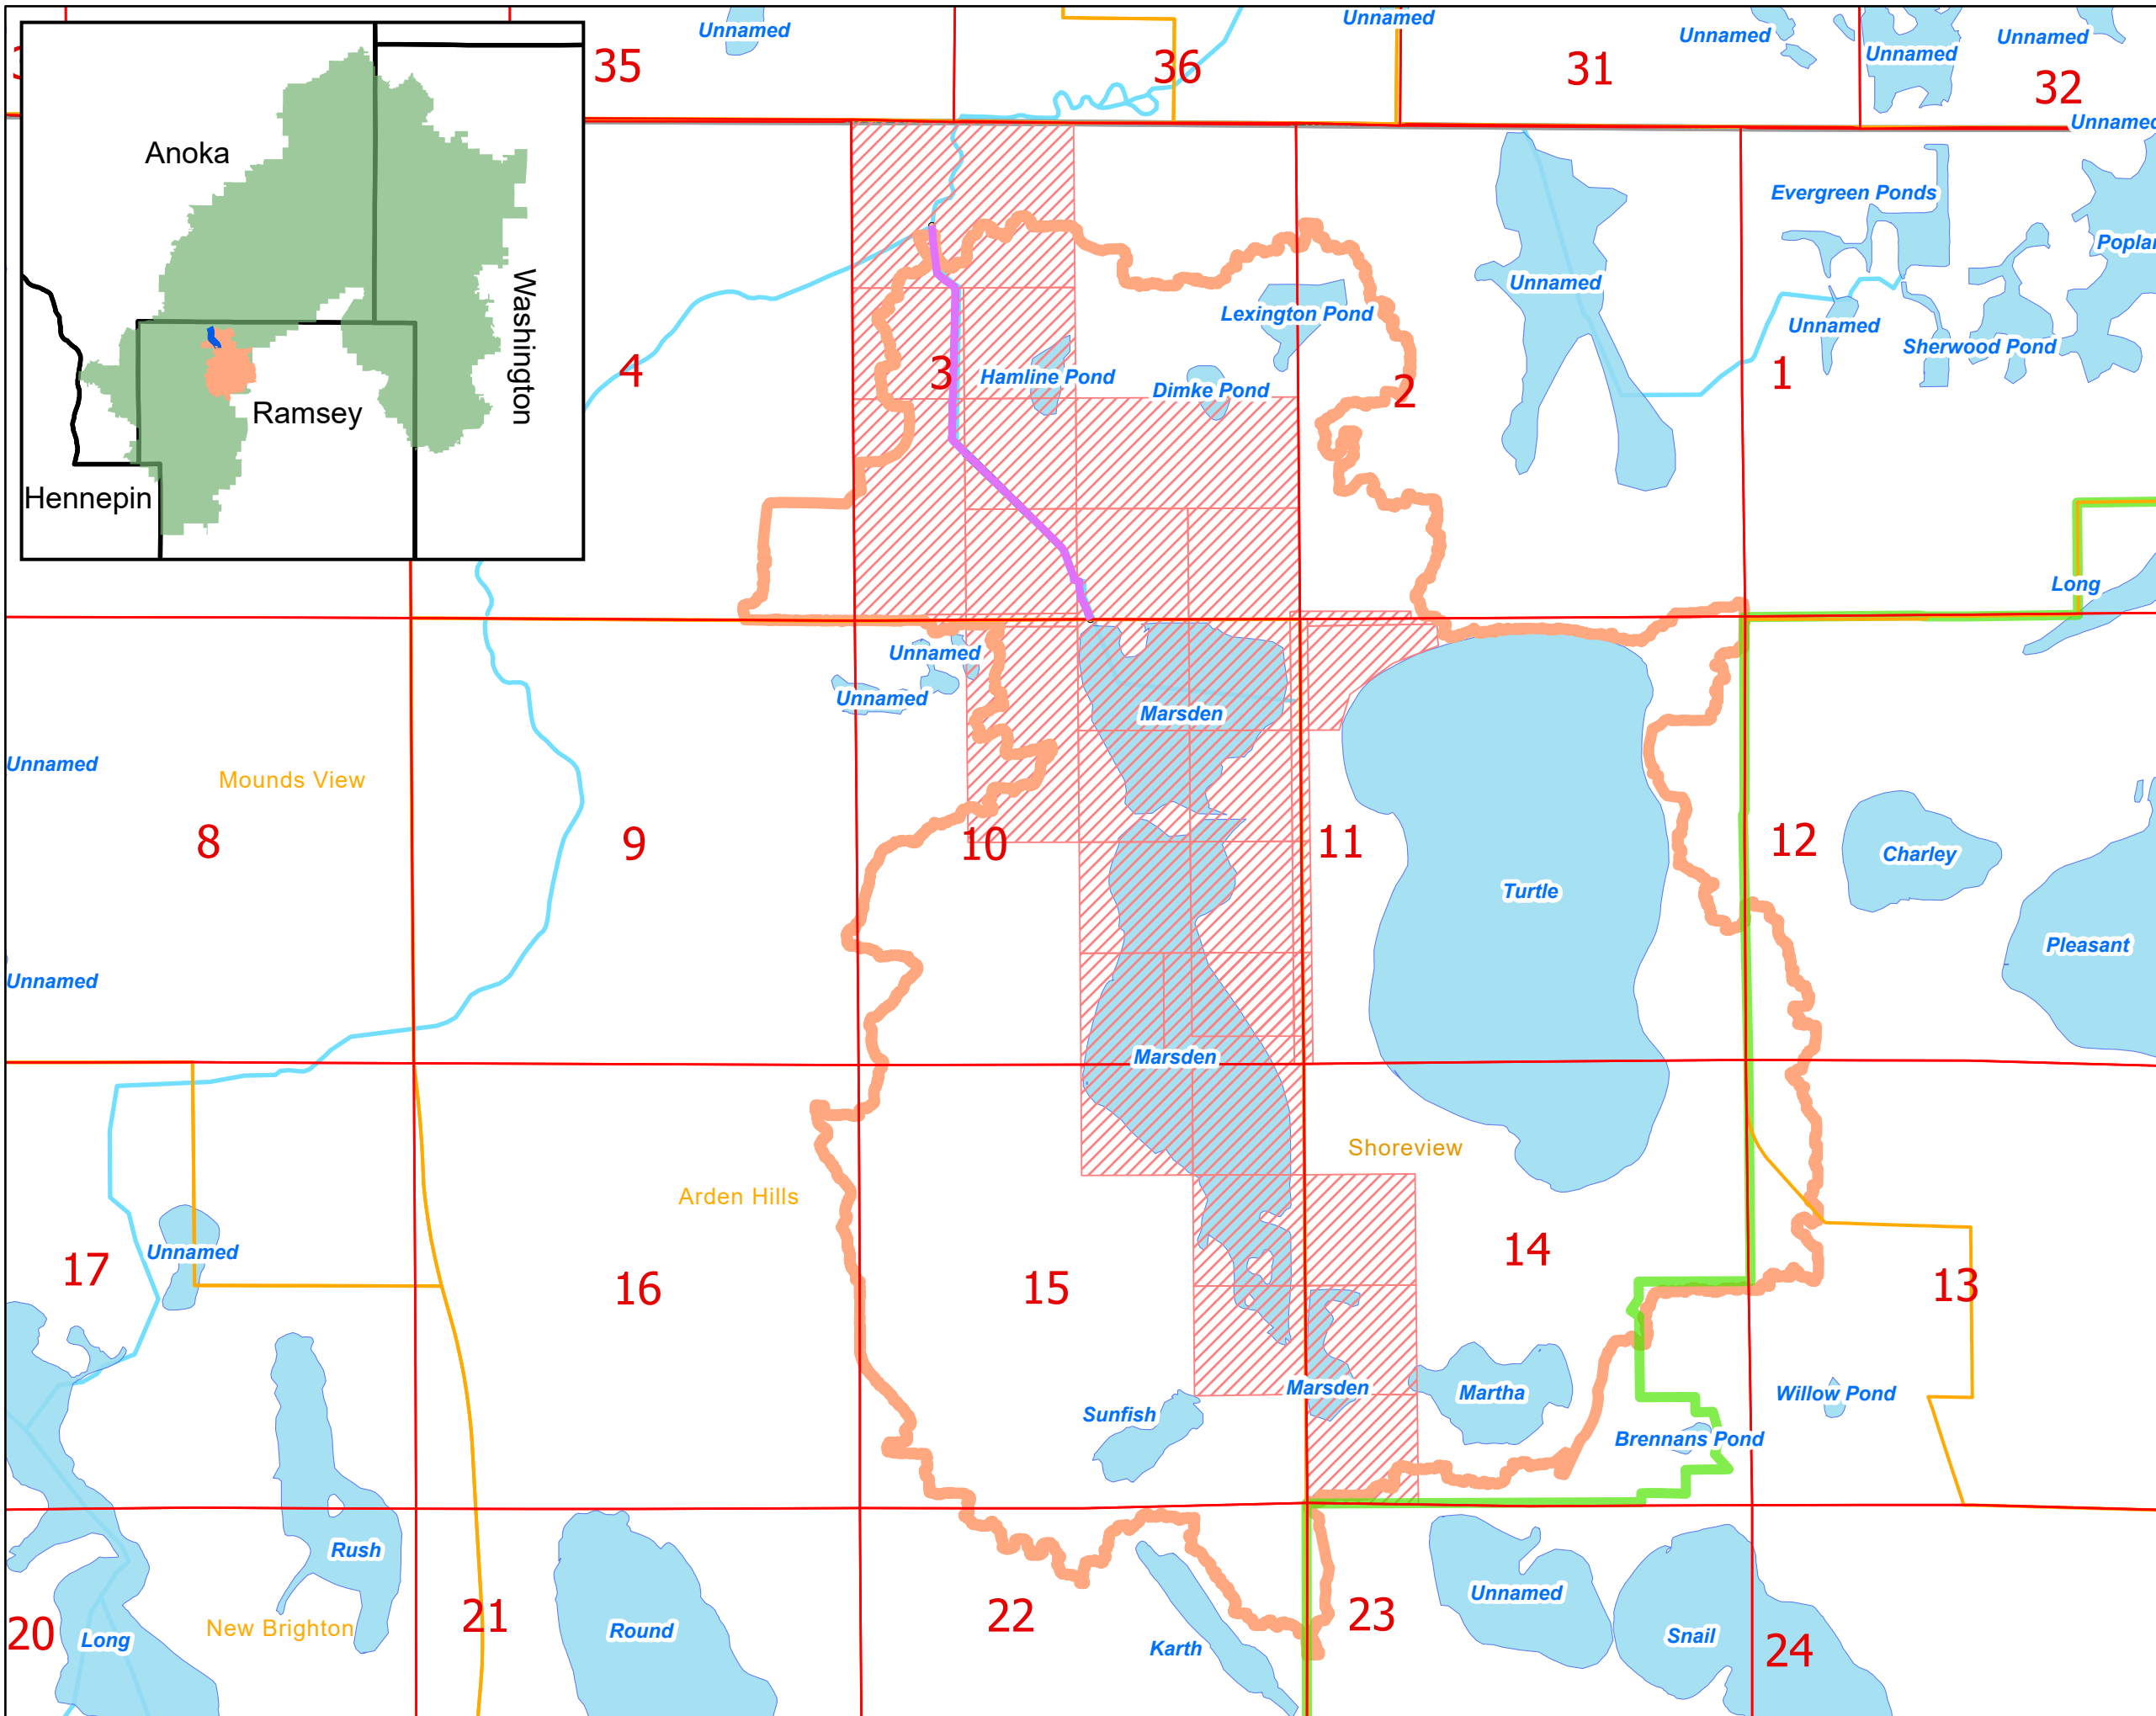 Unnamed
Unnamed
Unnamed
Unnamed
Unnamed
35
36
31
32
Unnamed
Anoka
Washington
Ramsey
Hennepin
Evergreen Ponds
Poplar
Unnamed
Lexington Pond
Unnamed
Sherwood Pond
4
3
Hamline Pond
Dimke Pond
2
1
Long
Unnamed
Unnamed
Marsden
Unnamed
Mounds View
8
9
10
11
12
Charley
Turtle
Pleasant
Unnamed
Marsden
Shoreview
Arden Hills
Unnamed
17
16
15
14
13
Marsden
Martha
Willow Pond
Sunfish
Brennans Pond
Rush
Unnamed
20
Long
New Brighton
21
Round
22
Karth
23
Snail
24